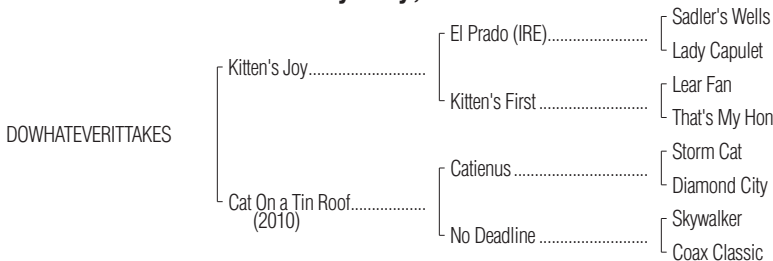 Sadler's Wells
El Prado (IRE)
Lady Capulet
Kitten's Joy
Lear Fan
Kitten's First
That's My Hon
DOWHATEVERITTAKES
Storm Cat
Catienus
Diamond City
Cat On a Tin Roof
(2010)
Skywalker
No Deadline
Coax Classic